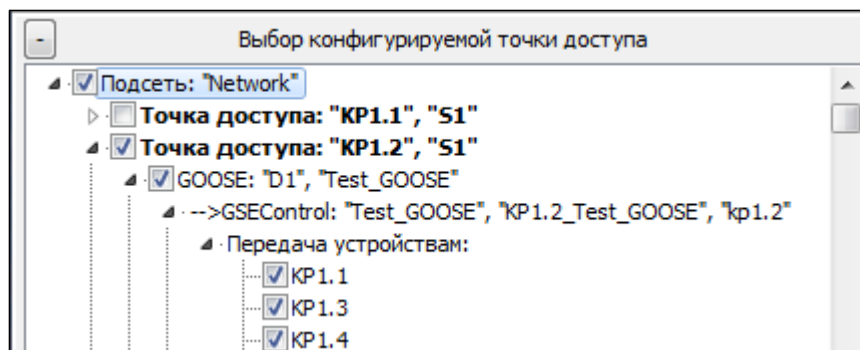 -
Выбор конфигурируемой точки доступа
Подсеть: "Network"
Точка доступа: "KP1.1", "S1"
Точка доступа: "KP1.2", "S1"
GOOSE: "D1", "Test_GOOSE"
-->GSEControl: "Test_GOOSE", "KP1.2_Test_GOOSE", "kp1.2"
Передача устройствам:
KP1.1
KP1.3
KP1.4